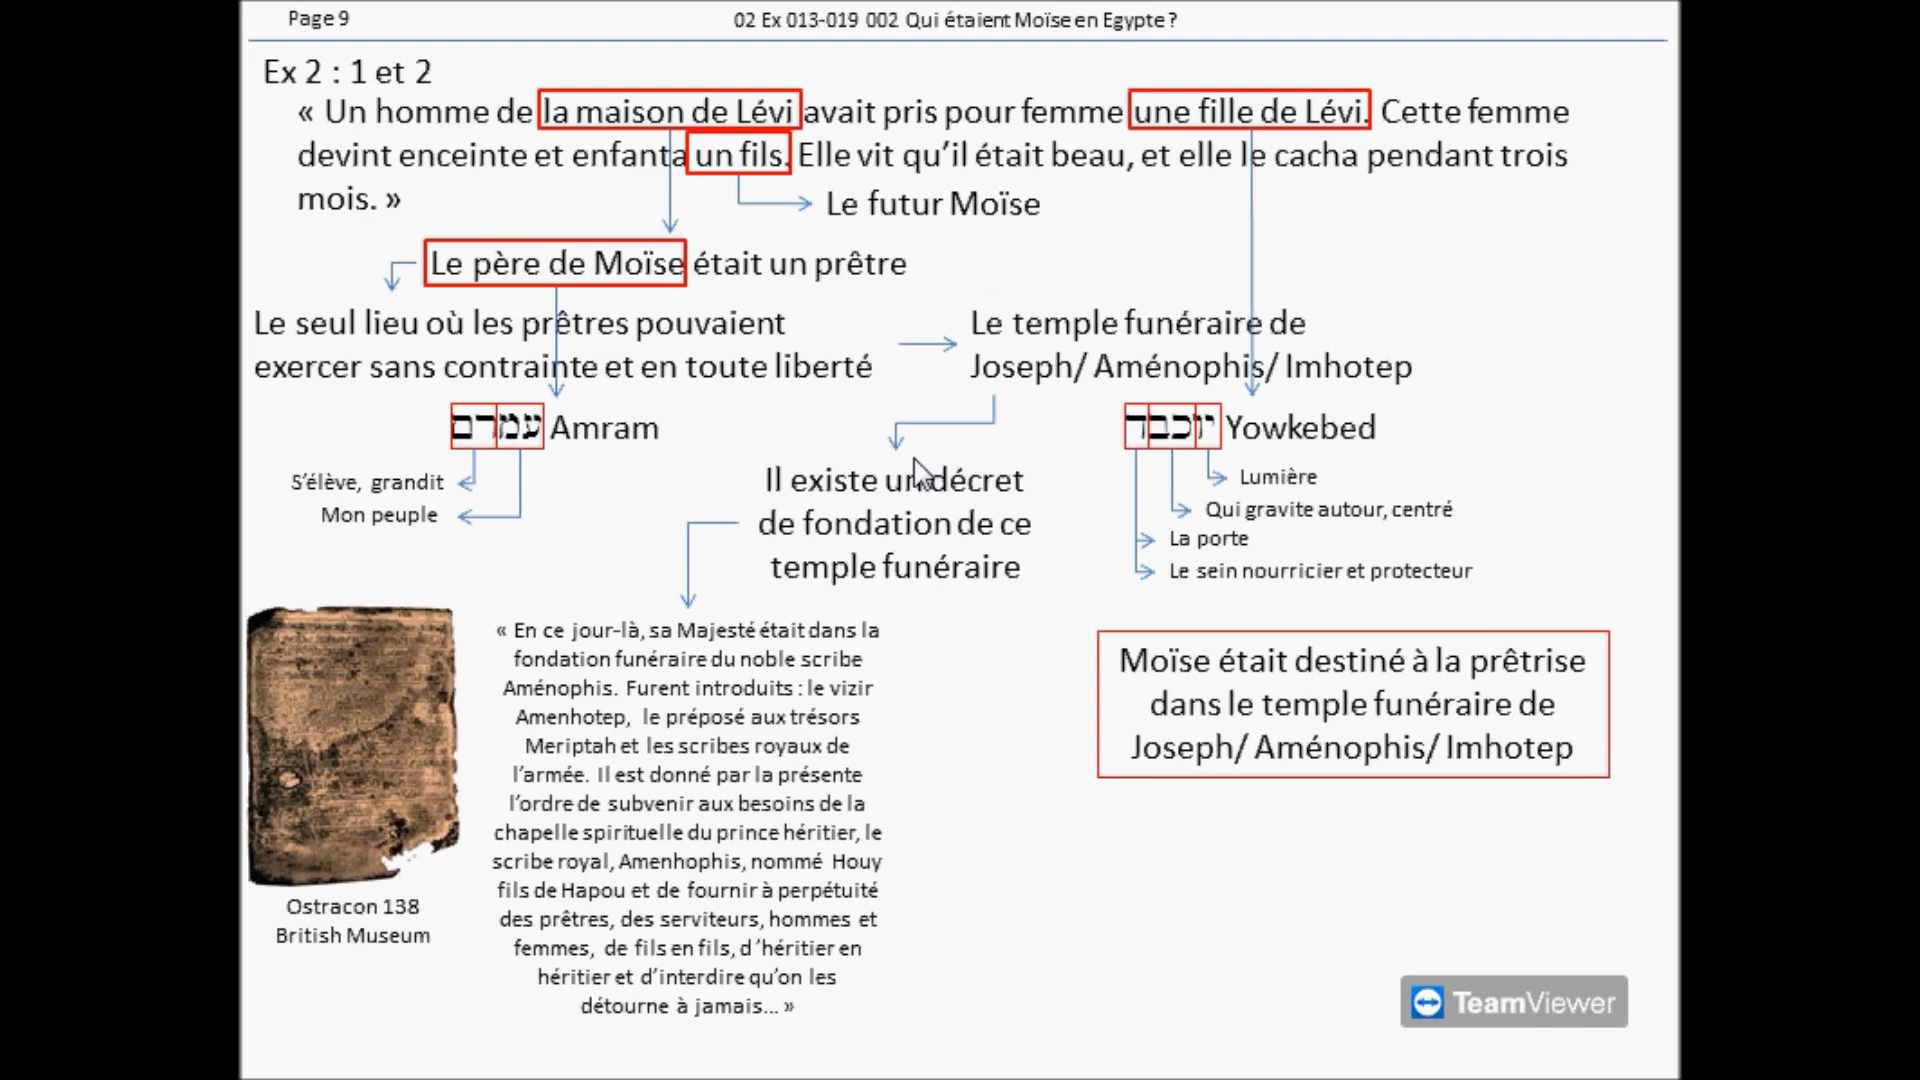 Page 9
02 Ex 013-019 002 Qui étaient Moïse en Egypte ?
Ex 2 : 1 et 2
« Un homme de la maison de Lévi avait pris pour femme une fille de Lévi. Cette femme
devint enceinte et enfanta un fils. Elle vit qu’il était beau, et elle le cacha pendant trois
mois. »
Le futur Moïse
Le père de Moïse était un prêtre
Le seul lieu où les prêtres pouvaient
exercer sans contrainte et en toute liberté
Le temple funéraire de
Joseph/ Aménophis/ Imhotep
עמרם Amram
S’élève, grandit
Mon peuple
Il existe un décret
de fondation de ce
temple funéraire
יוכבד Yowkebed
Lumière
Qui gravite autour, centré
La porte
Le sein nourricier et protecteur
« En ce jour-là, sa Majesté était dans la
fondation funéraire du noble scribe
Aménophis. Furent introduits : le vizir
Amenhotep, le préposé aux trésors
Meriptah et les scribes royaux de
l’armée. Il est donné par la présente
l’ordre de subvenir aux besoins de la
chapelle spirituelle du prince héritier, le
scribe royal, Amenhophis, nommé Houy
fils de Hapou et de fournir à perpétuité
des prêtres, des serviteurs, hommes et
femmes, de fils en fils, d ’héritier en
héritier et d’interdire qu’on les
détourne à jamais… »
Moïse était destiné à la prêtrise
dans le temple funéraire de
Joseph/ Aménophis/ Imhotep
Ostracon 138
British Museum
TeamViewer